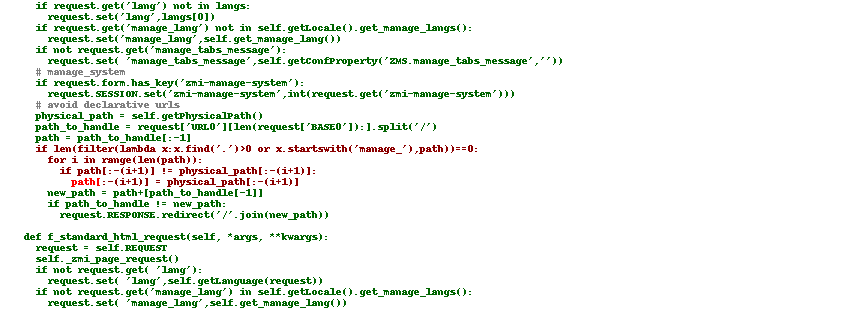 if request.get('lang') not in langs:
request.set('lang',langs[0])
if request.get('manage_lang') not in self.getLocale().get_manage_langs():
request.set('manage_lang',self.get_manage_lang())
if not request.get('manage_tabs_message'):
request.set( 'manage_tabs_message',self.getConfProperty('ZMS.manage_tabs_message',''))
# manage_system
if request.form.has_key('zmi-manage-system'):
request.SESSION.set('zmi-manage-system',int(request.get('zmi-manage-system')))
# avoid declarative urls
physical_path = self.getPhysicalPath()
path_to_handle = request['URL0'][len(request['BASE0']):].split('/')
path = path_to_handle[:-1]
if len(filter(lambda x:x.find('.')>0 or x.startswith('manage_'),path))==0:
for i in range(len(path)):
if path[:-(i+1)] != physical_path[:-(i+1)]:
path[:-(i+1)] = physical_path[:-(i+1)]
new_path = path+[path_to_handle[-1]]
if path_to_handle != new_path:
request.RESPONSE.redirect('/'.join(new_path))
def f_standard_html_request(self, *args, **kwargs):
request = self.REQUEST
self._zmi_page_request()
if not request.get( 'lang'):
request.set( 'lang',self.getLanguage(request))
if not request.get('manage_lang') in self.getLocale().get_manage_langs():
request.set( 'manage_lang',self.get_manage_lang())